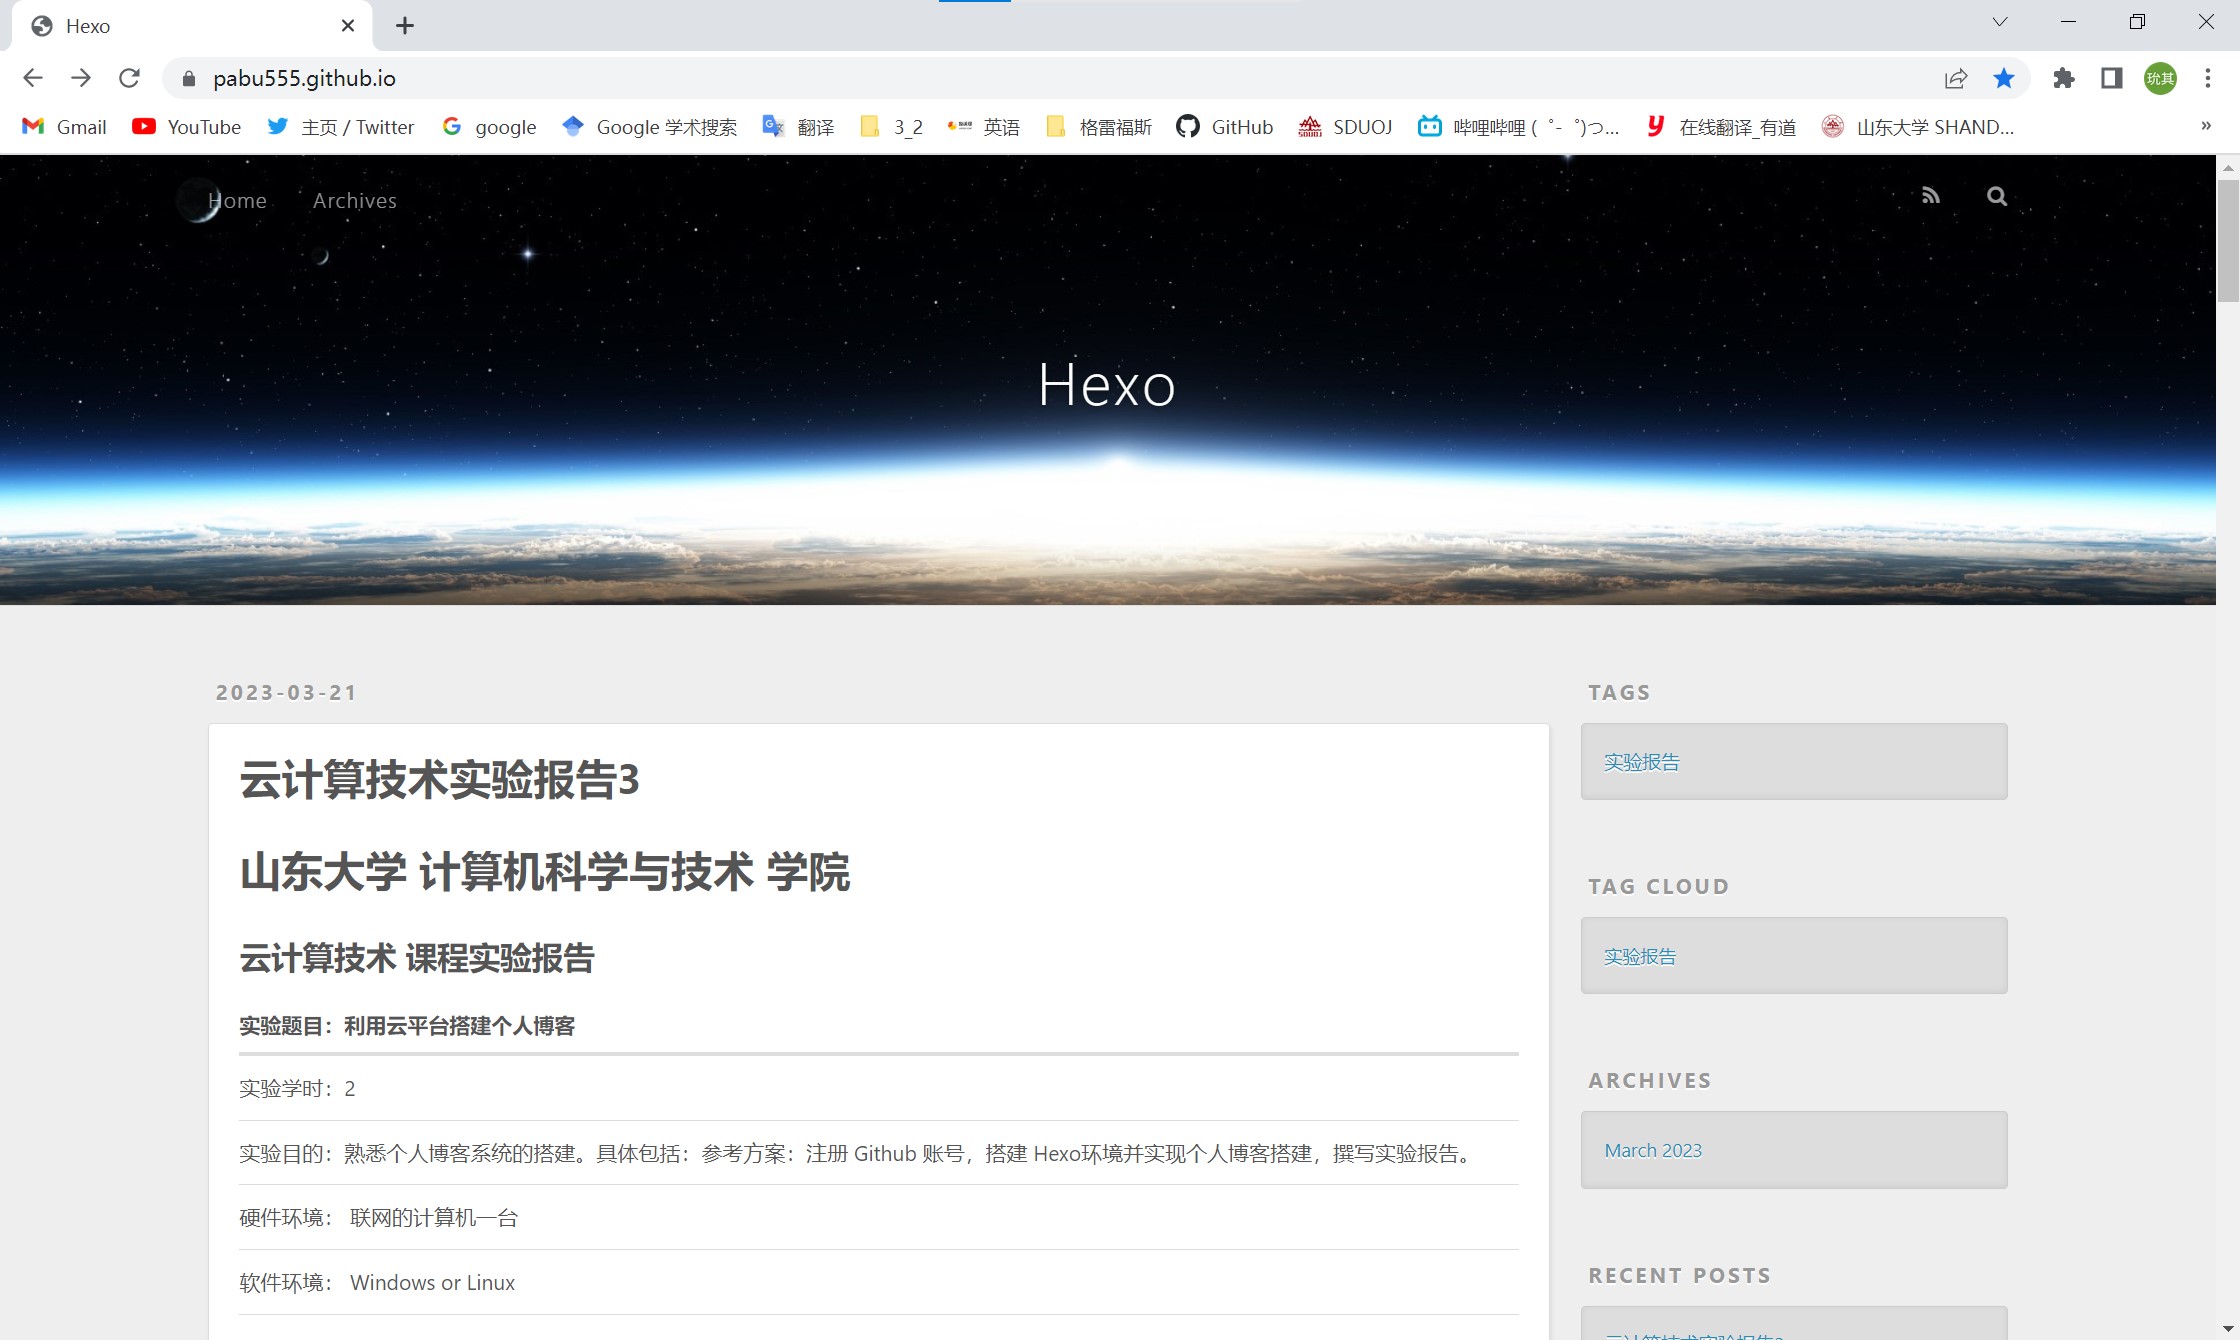 Hexo
pabu555.github.io
玧其
Gmail YouTube 主页 / Twitter google Google 学术搜索 翻译 3_2 英语 格雷福斯 GitHub SDUOJ 哔哩哔哩 ( ゜- ゜)つ... 在线翻译_有道 山东大学 SHAND... »
Home Archives
Hexo
2023-03-21
云计算技术实验报告3
山东大学 计算机科学与技术 学院
云计算技术 课程实验报告
实验题目：利用云平台搭建个人博客
实验学时：2
实验目的：熟悉个人博客系统的搭建。具体包括：参考方案：注册 Github 账号，搭建 Hexo环境并实现个人博客搭建，撰写实验报告。
硬件环境： 联网的计算机一台
软件环境： Windows or Linux
TAGS
实验报告
TAG CLOUD
实验报告
ARCHIVES
March 2023
RECENT POSTS